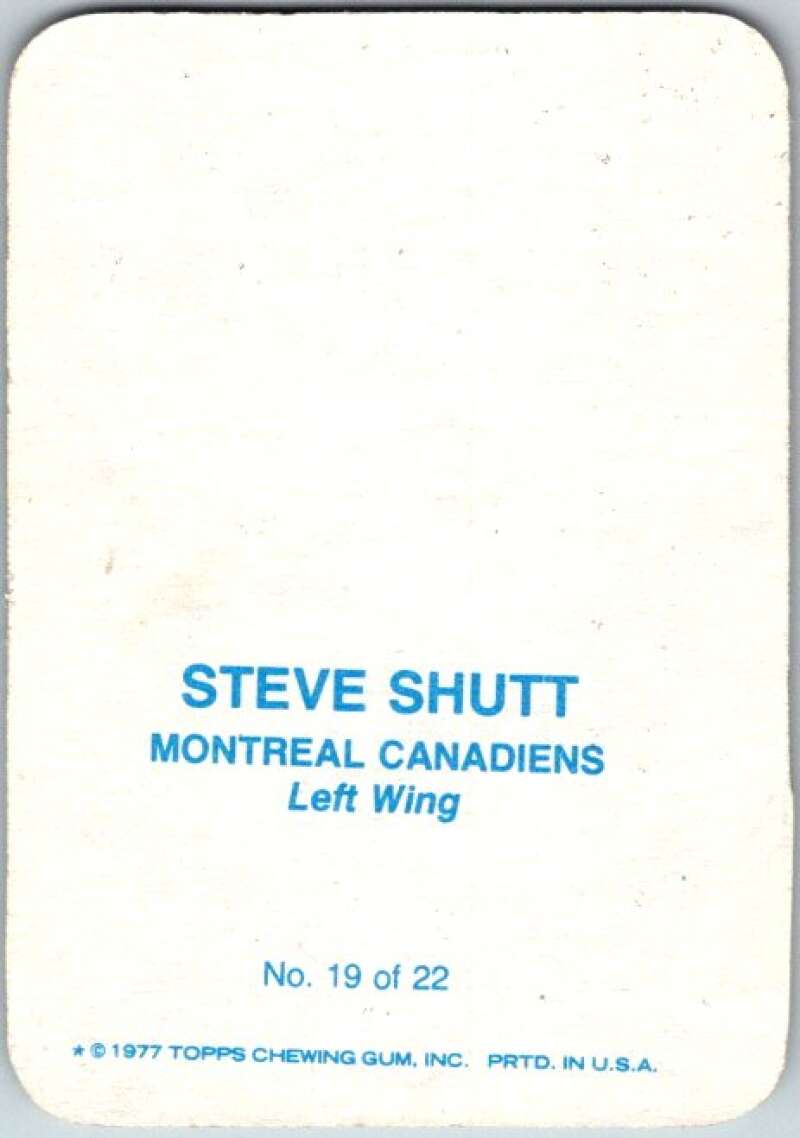 STEVE SHUTT
MONTREAL CANADIENS
Left Wing
No. 19 of 22
* © 1977 TOPPS CHEWING GUM, INC. PRTD. IN U.S.A.